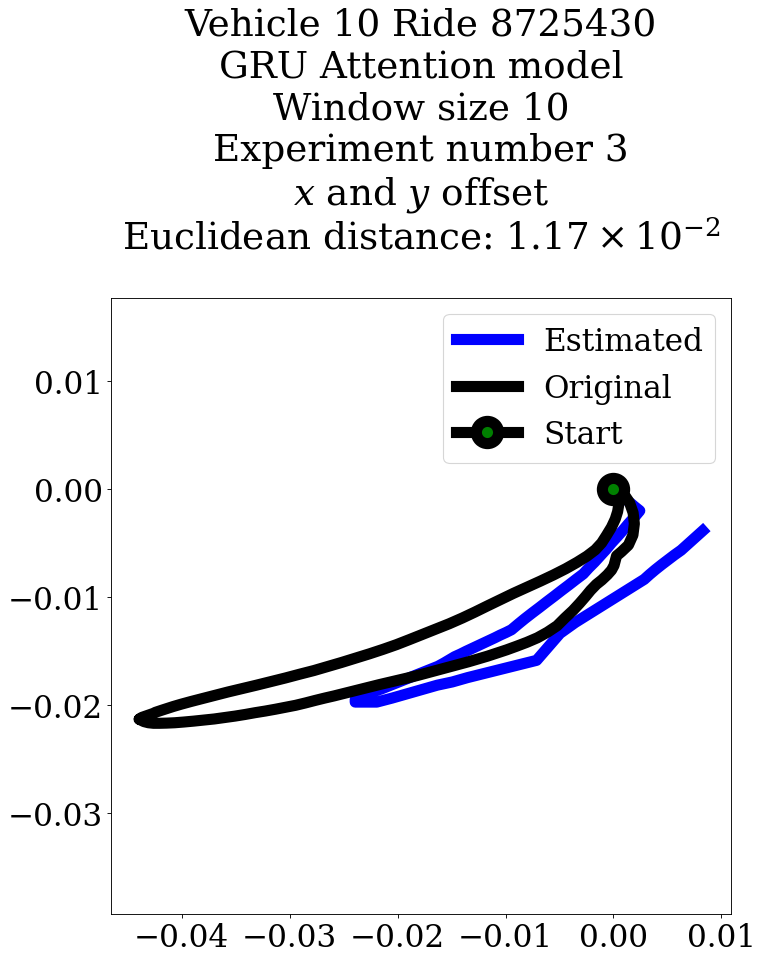 Vehicle 10 Ride 8725430
GRU Attention model
Window size 10
Experiment number 3
x and y offset
Euclidean distance: 1.17 × 10⁻²
Estimated
Original
Start
0.01
0.00
−0.01
−0.02
−0.03
−0.04 −0.03 −0.02 −0.01 0.00 0.01